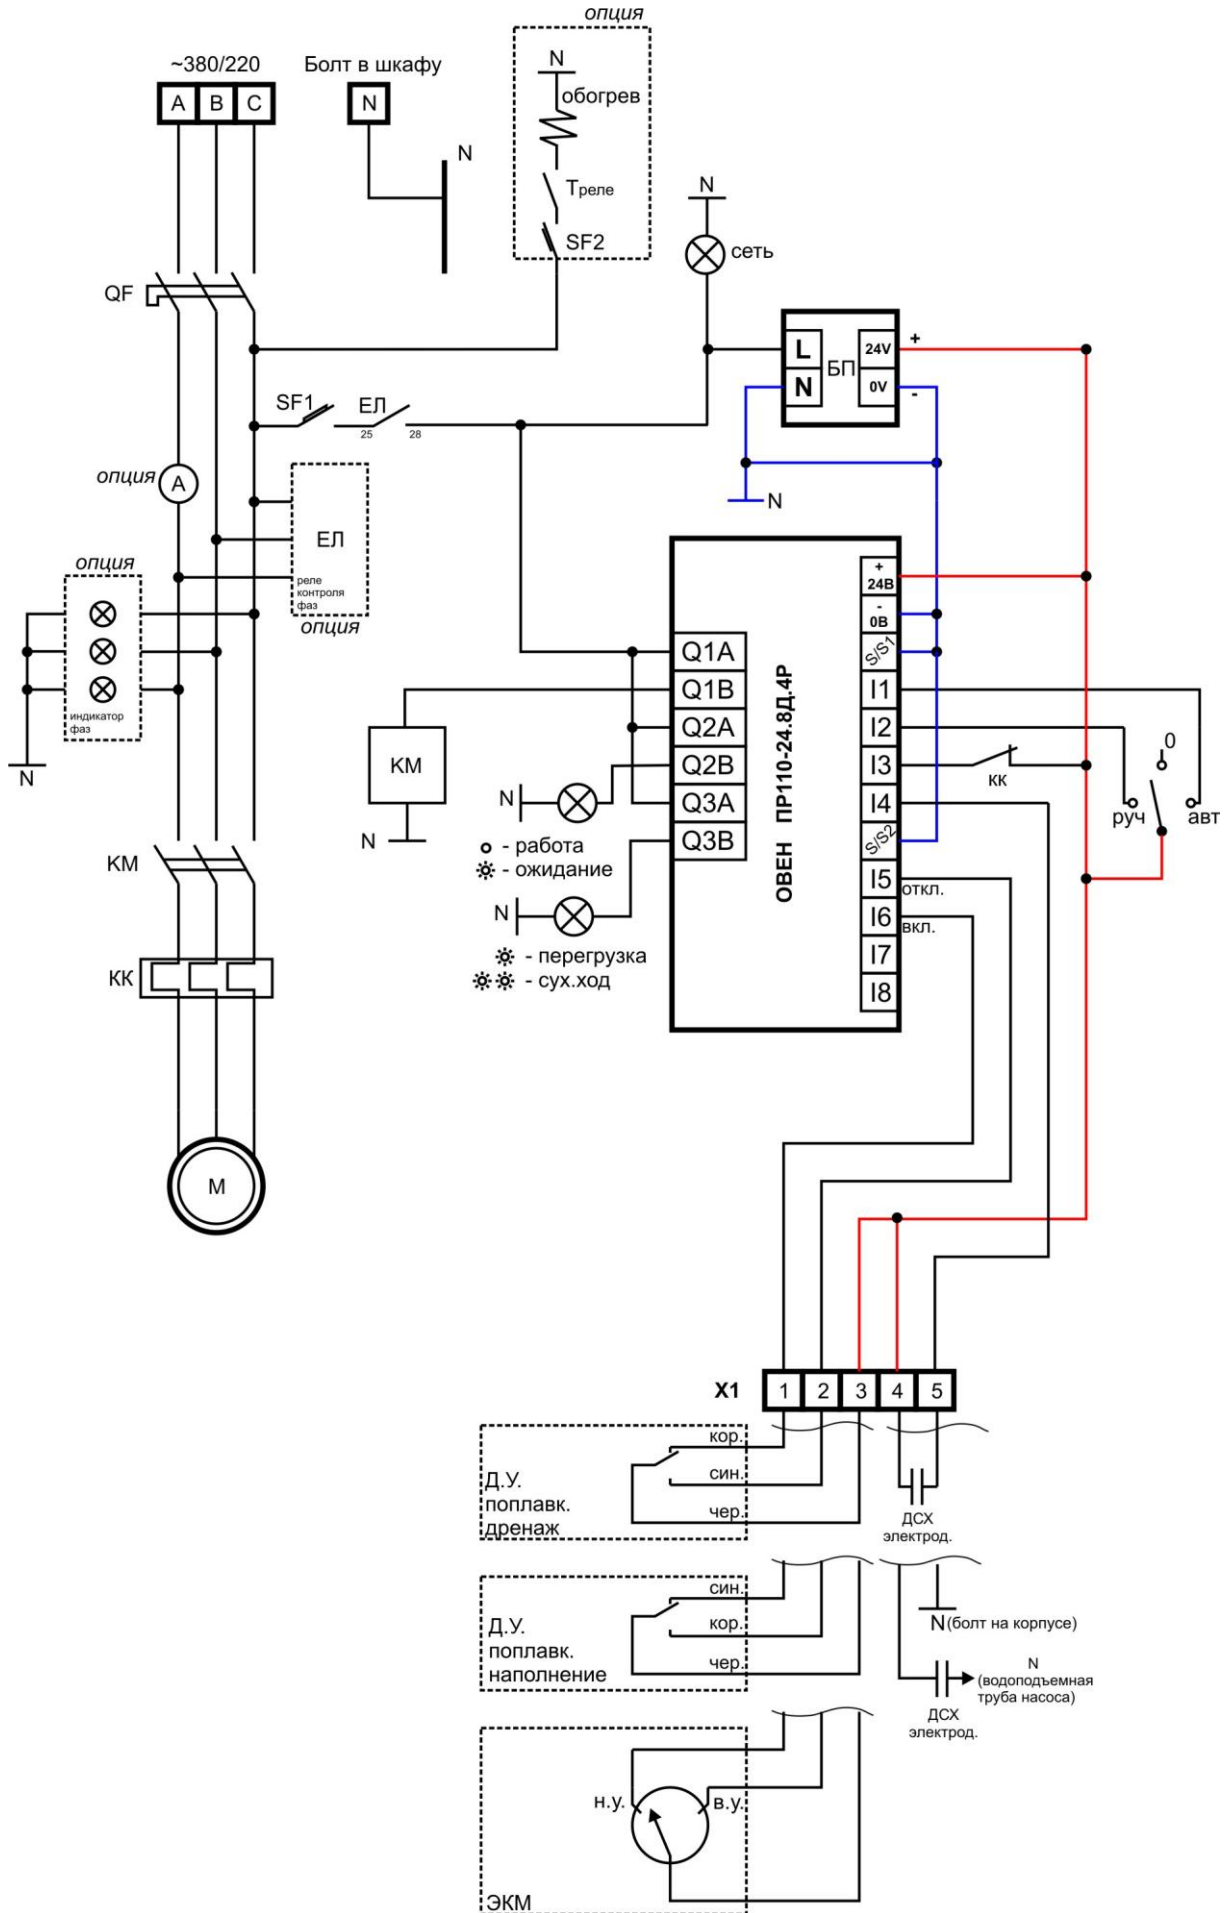 опция
~380/220
Болт в шкафу
A B C
N
N
обогрев
N
Tреле
SF2
N
сеть
QF
L
N
БП
24V
0V
+
-
SF1
ЕЛ
25
28
опция
A
N
ЕЛ
реле
контроля
фаз
опция
опция
индикатор
фаз
N
ОВЕН ПР110-24.8Д.4Р
+
24В
-
0В
S/S1
I1
I2
I3
I4
S/S2
I5
I6
I7
I8
Q1A
Q1B
Q2A
Q2B
Q3A
Q3B
КМ
N
N
- работа
- ожидание
N
- перегрузка
- сух.ход
откл.
вкл.
кк
0
руч
авт
КМ
КК
М
X1
1 2 3 4 5
Д.У.
поплавк.
дренаж
кор.
син.
чер.
ДСХ
электрод.
Д.У.
поплавк.
наполнение
син.
кор.
чер.
N (болт на корпусе)
N
(водоподъемная
труба насоса)
ДСХ
электрод.
н.у.
в.у.
ЭКМ